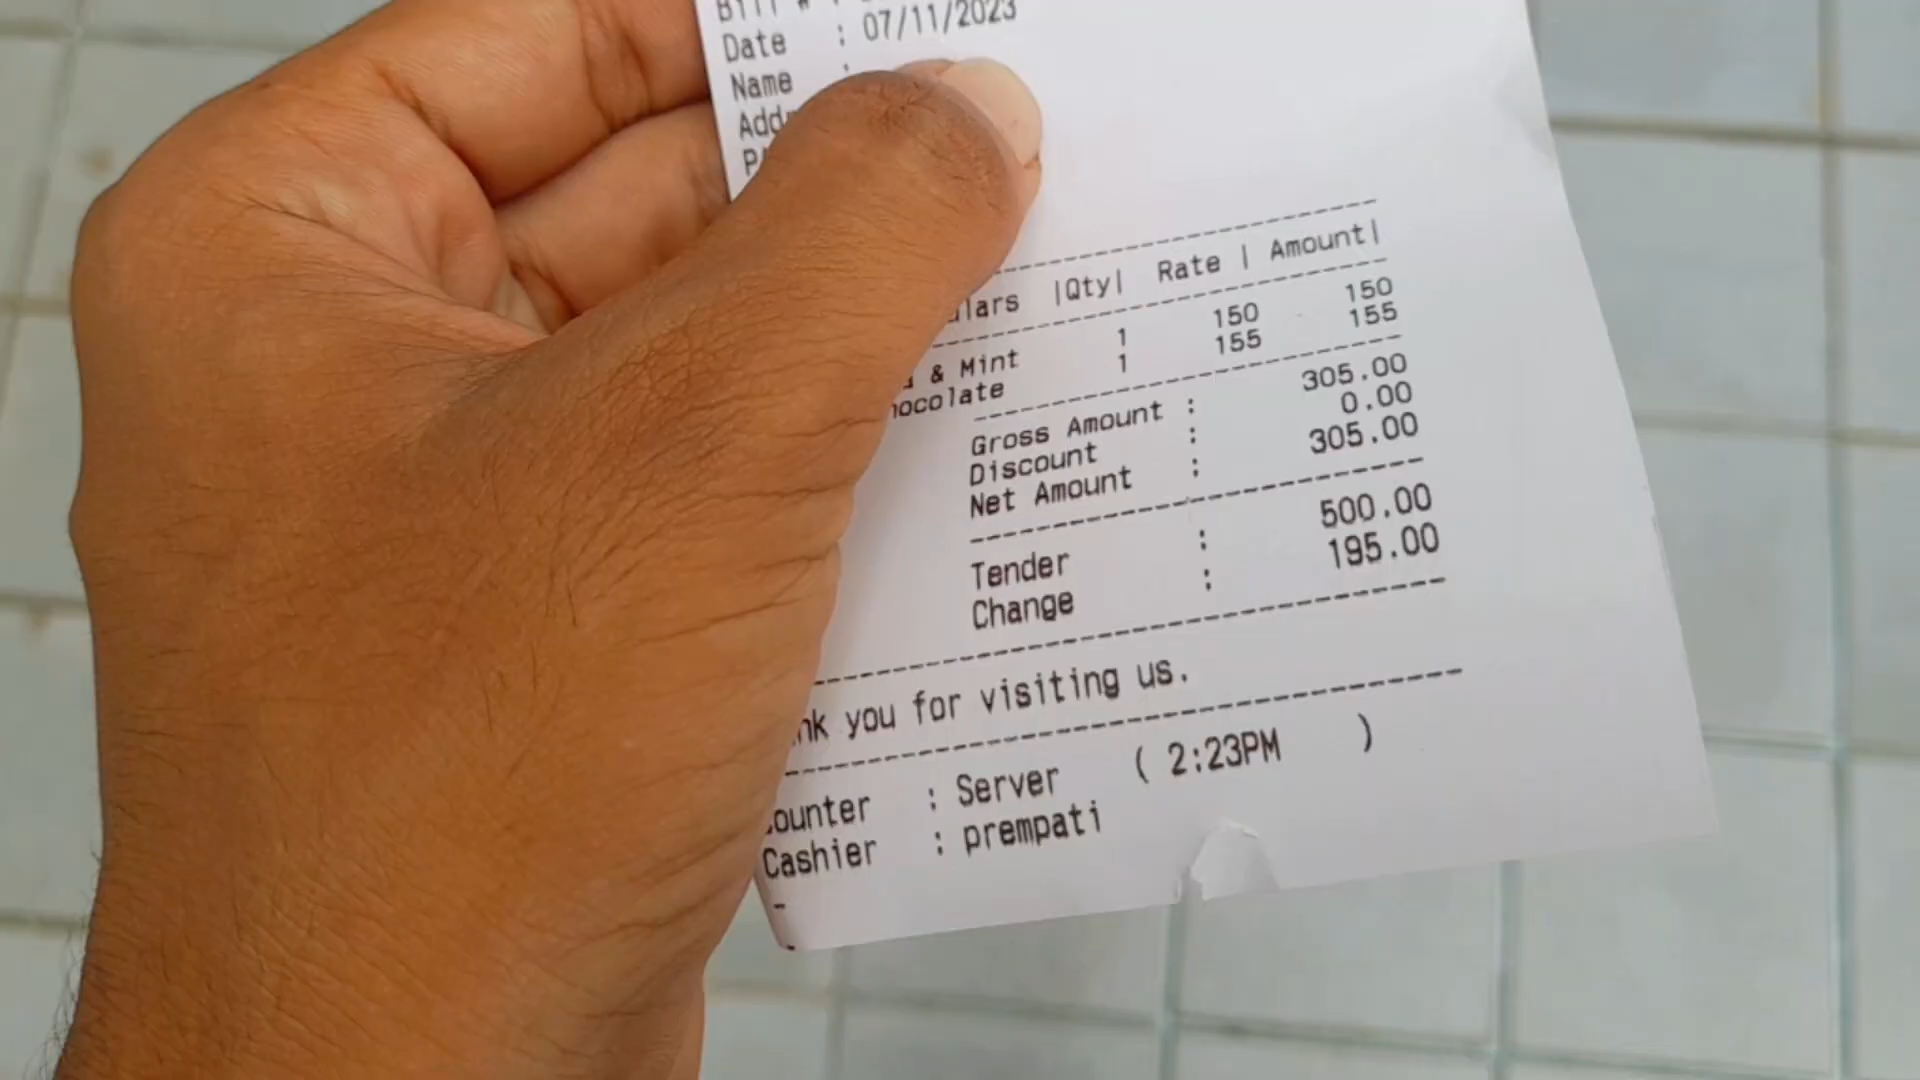 Bill # :
Date : 07/11/2023
Name :
|Qty| Rate | Amount|
& Mint 1 150 150
1 155 155
Gross Amount : 305.00
Discount : 0.00
Net Amount : 305.00
Tender : 500.00
Change : 195.00
you for visiting us.
: Server ( 2:23PM )
Cashier : prempati
-